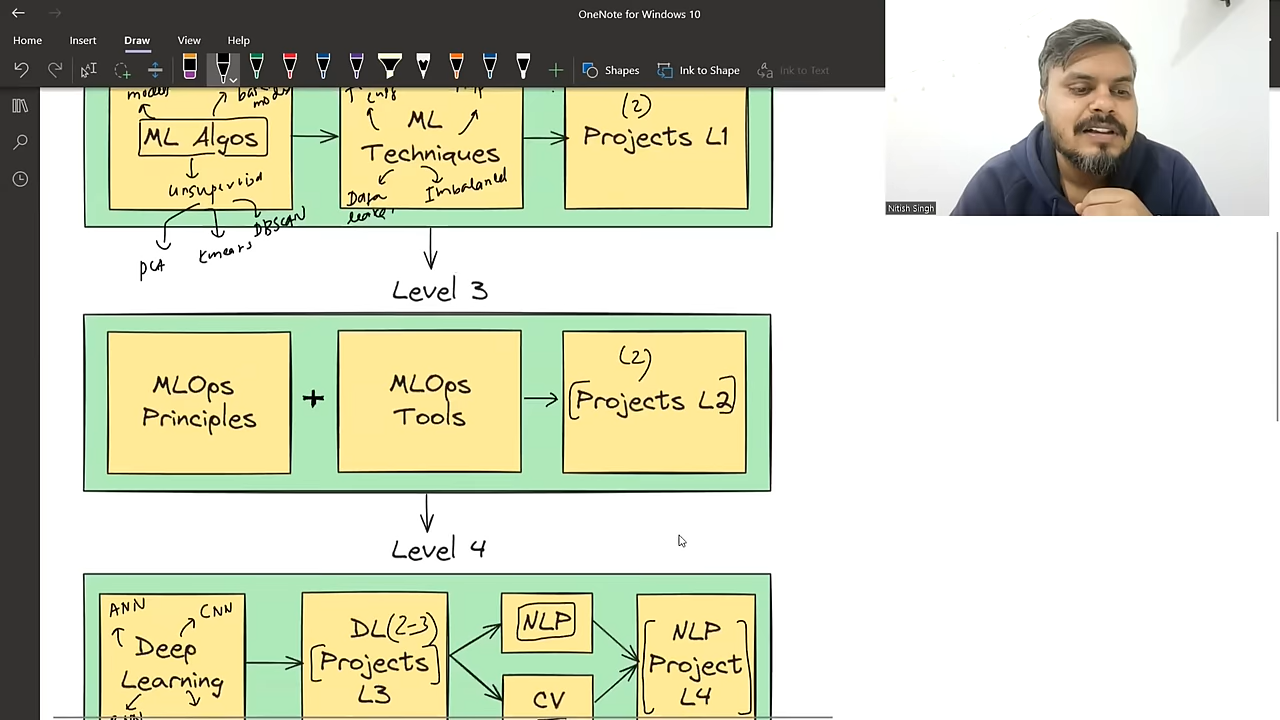 OneNote for Windows 10
Home Insert Draw View Help
Shapes Ink to Shape Ink to Text
models
ML Algos
Unsupervised
PCA Kmeans DBSCAN
ML
Techniques
Data
Imbalanced
(2)
Projects L1
Nitish Singh
Level 3
MLOps
Principles
+
MLOps
Tools
(2)
[Projects L2]
Level 4
ANN CNN
Deep
Learning
DL (2-3)
[Projects]
L3
NLP
CV
NLP
Project
L4